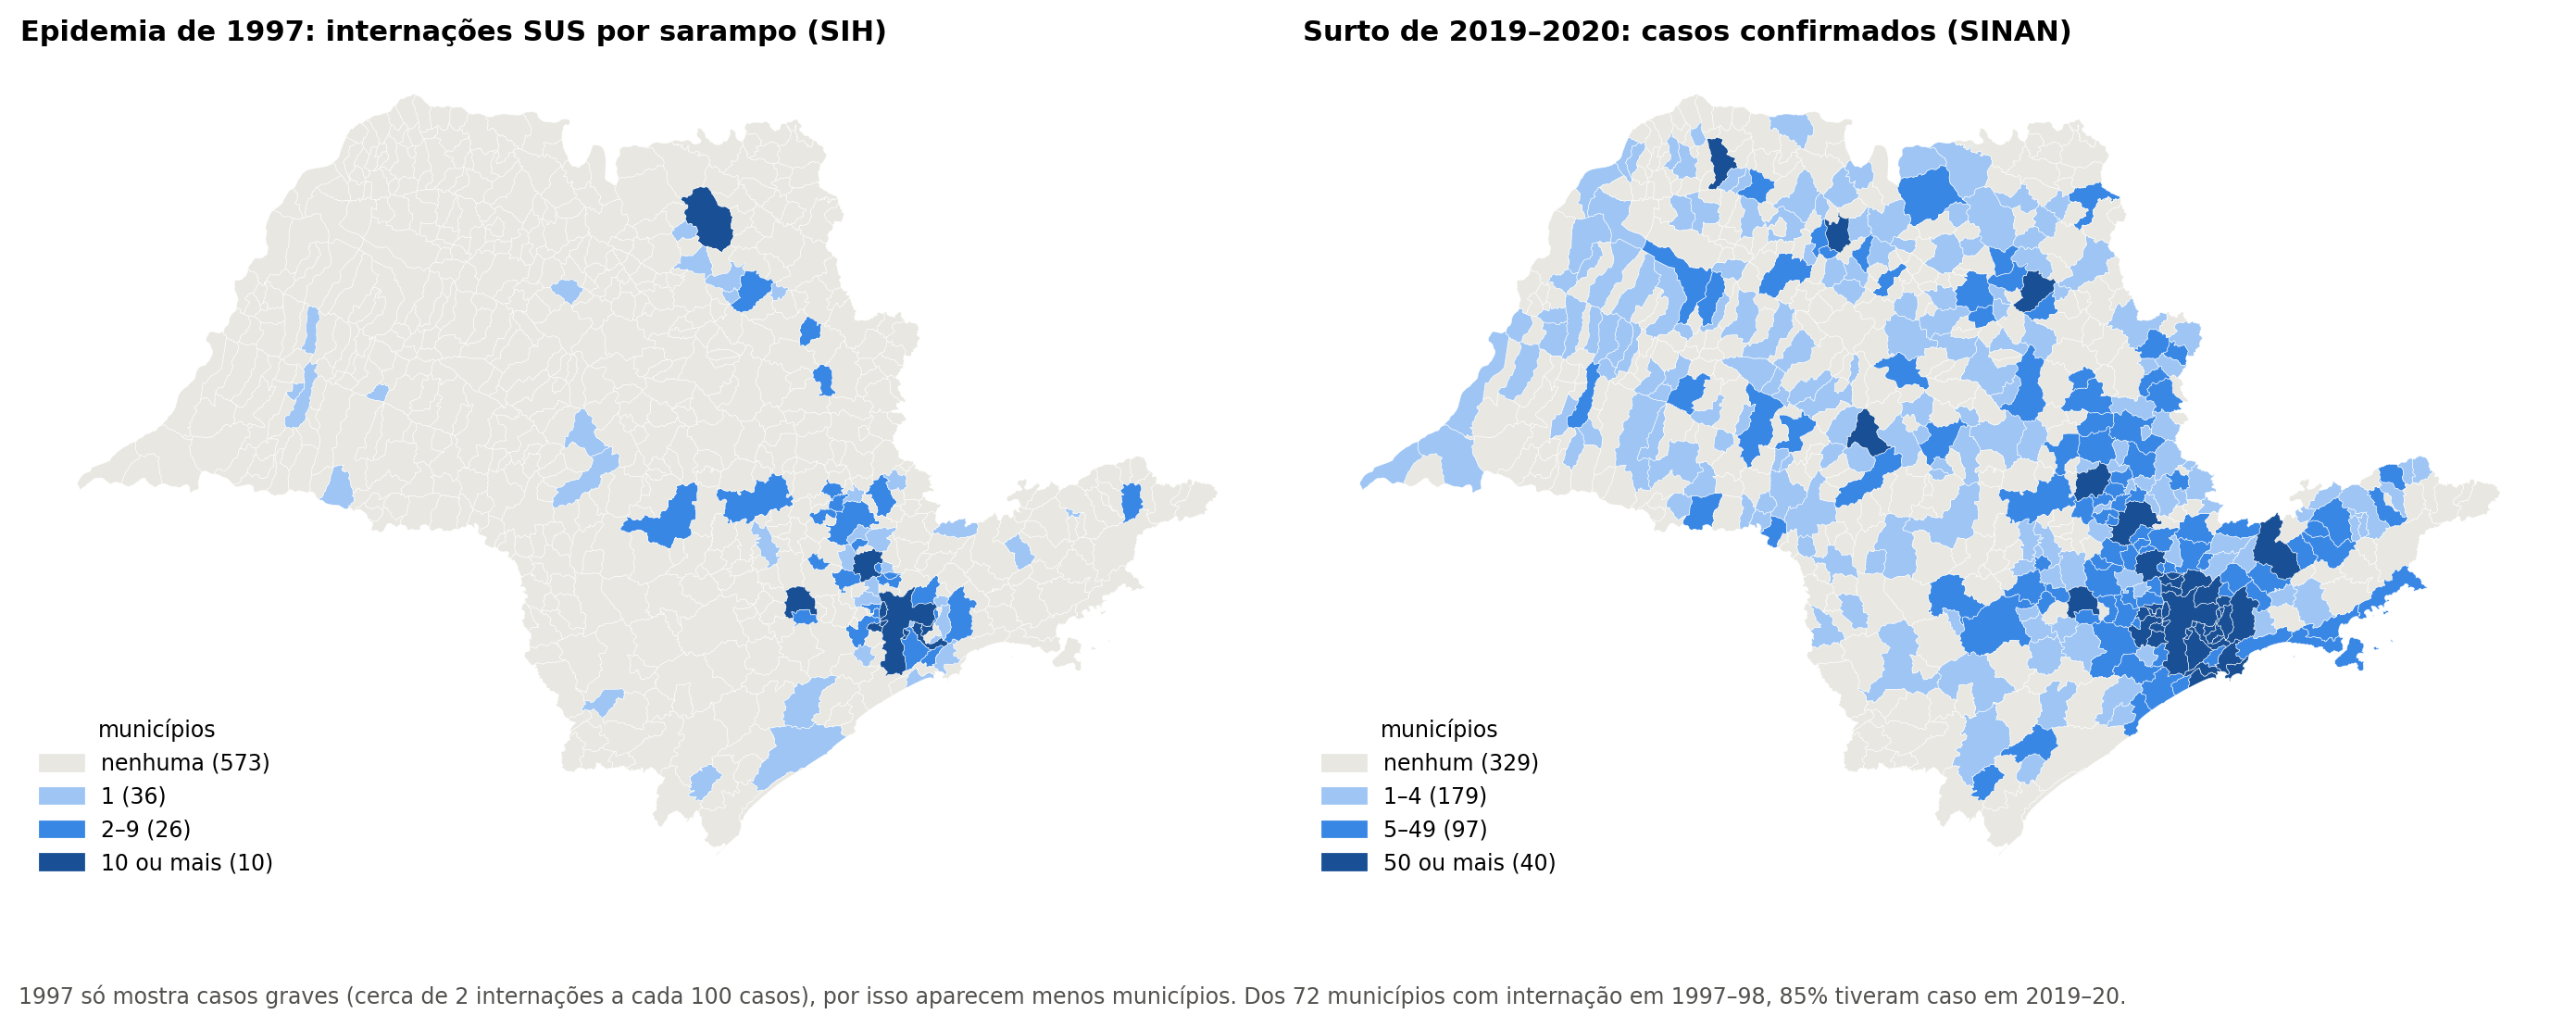 Epidemia de 1997: internações SUS por sarampo (SIH)
municípios
nenhuma (573)
1 (36)
2–9 (26)
10 ou mais (10)
Surto de 2019–2020: casos confirmados (SINAN)
municípios
nenhum (329)
1–4 (179)
5–49 (97)
50 ou mais (40)
1997 só mostra casos graves (cerca de 2 internações a cada 100 casos), por isso aparecem menos municípios. Dos 72 municípios com internação em 1997–98, 85% tiveram caso em 2019–20.